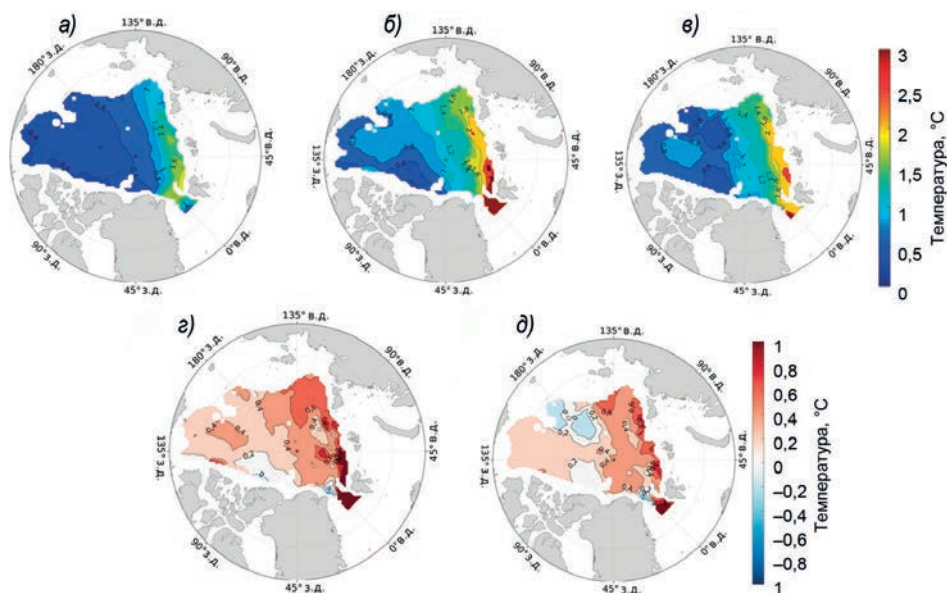 а) б) в)
135° в.д. 135° в.д. 135° в.д.
180° з.д. 90° в.д. 180° з.д. 90° в.д. 180° з.д. 90° в.д.
45° в.д. 45° в.д. 45° в.д.
135° з.д. 135° з.д.
90° з.д. 0° в.д. 90° з.д. 0° в.д. 90° з.д. 0° в.д.
45° з.д. 45° з.д. 45° з.д.
3
2,5
2
1,5
1
0,5
0
Температура, °С
г) д)
135° в.д. 135° в.д.
180° з.д. 90° в.д. 180° з.д. 90° в.д.
135° з.д. 45° в.д. 135° з.д. 45° в.д.
90° з.д. 0° в.д. 90° з.д. 0° в.д.
45° з.д. 45° з.д.
1
0,8
0,6
0,4
0,2
0
−0,2
−0,4
−0,6
−0,8
1
Температура, °С